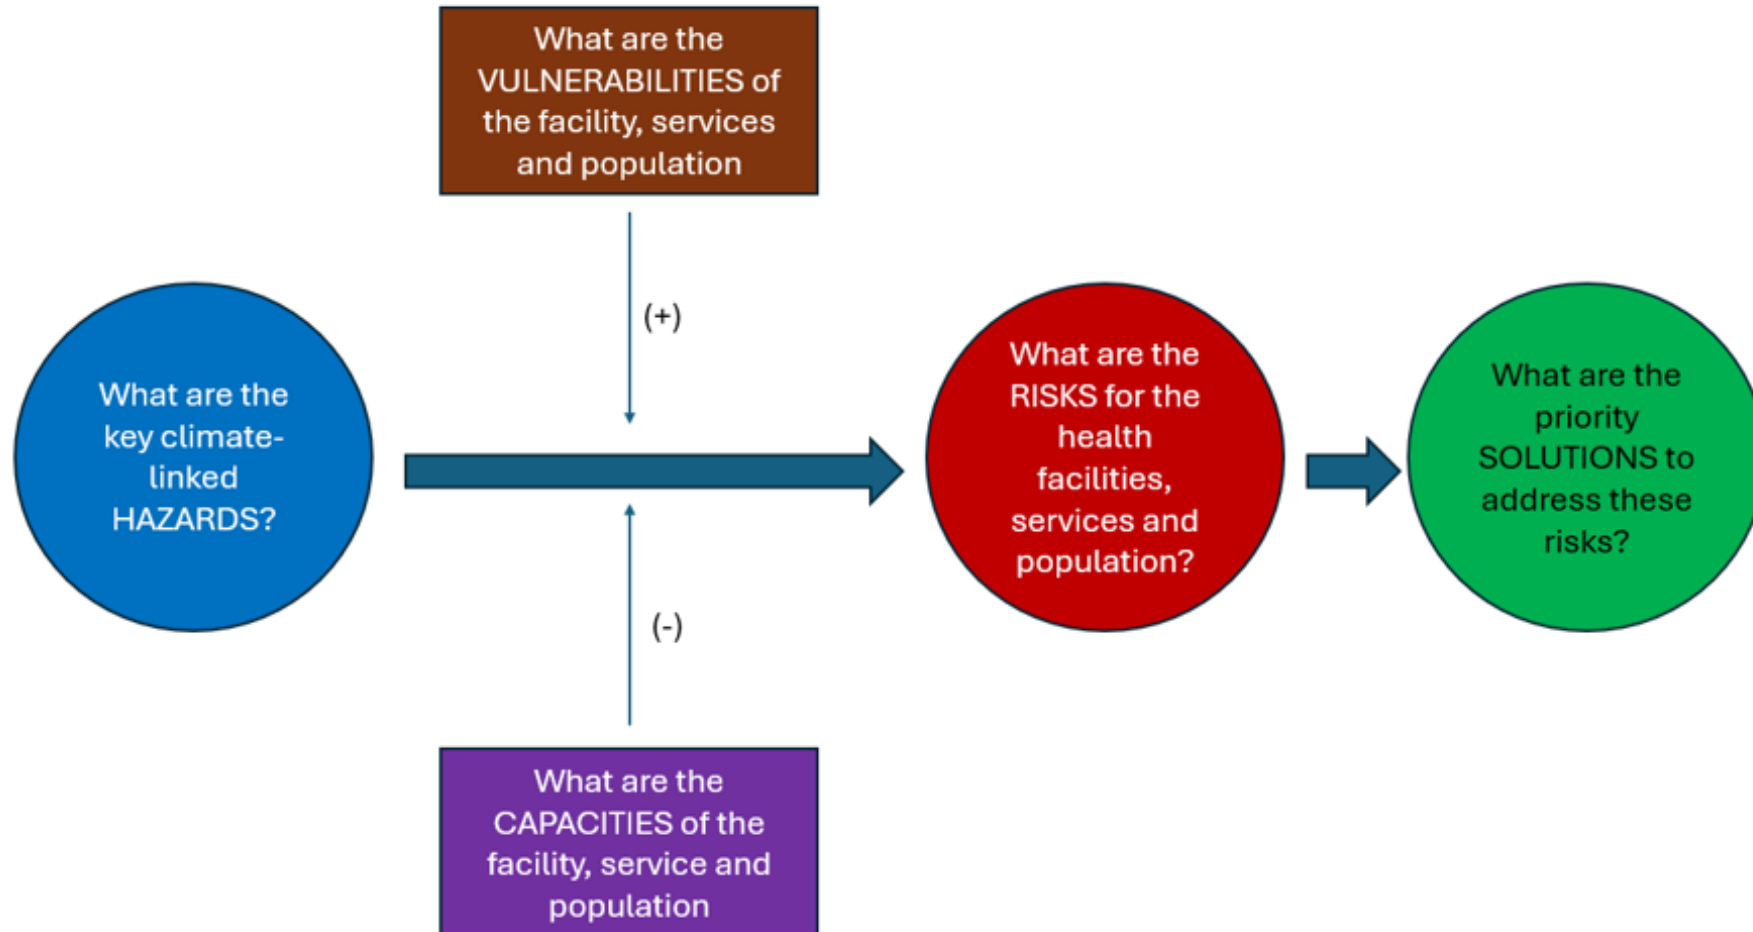 What are the
VULNERABILITIES of
the facility, services
and population
(+)
What are the
key climate-
linked
HAZARDS?
What are the
RISKS for the
health
facilities,
services and
population?
What are the
priority
SOLUTIONS to
address these
risks?
(-)
What are the
CAPACITIES of the
facility, service and
population